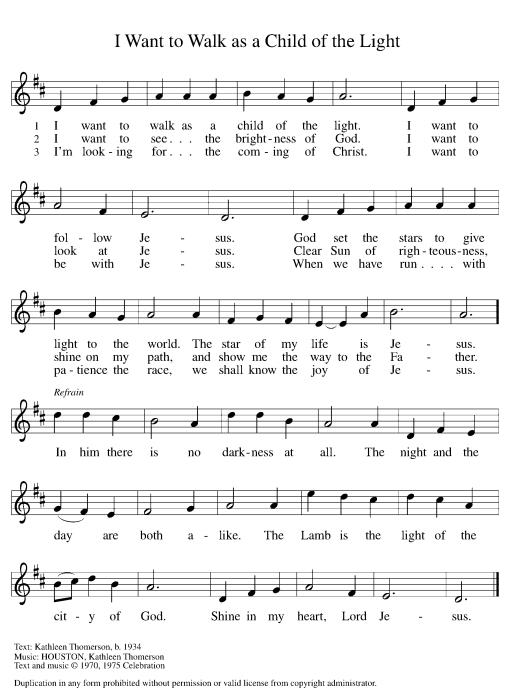 I Want to Walk as a Child of the Light
1 I want to walk as a child of the light. I want to
2 I want to see. . . the bright - ness of God. I want to
3 I'm look - ing for. . . the com - ing of Christ. I want to
fol - low Je - sus. God set the stars to give
look at Je - sus. Clear Sun of righ - teous - ness,
be with Je - sus. When we have run . . . . with
light to the world. The star of my life is Je - sus.
shine on my path, and show me the way to the Fa - ther.
pa - tience the race, we shall know the joy of Je - sus.
Refrain
In him there is no dark - ness at all. The night and the
day are both a - like. The Lamb is the light of the
cit - y of God. Shine in my heart, Lord Je - sus.
Text: Kathleen Thomerson, b. 1934
Music: HOUSTON, Kathleen Thomerson
Text and music © 1970, 1975 Celebration
Duplication in any form prohibited without permission or valid license from copyright administrator.